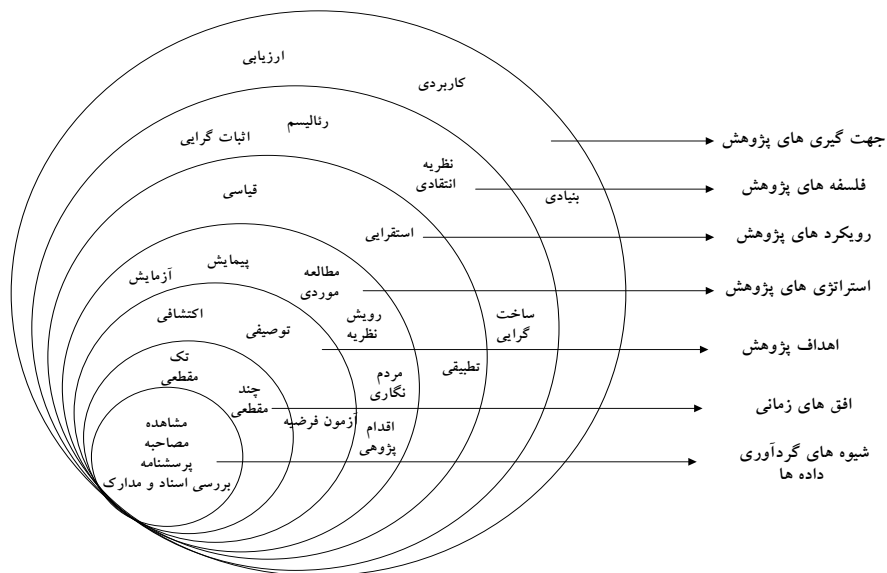 ارزیابی
کاربردی
بنیادی
جهت گیری های پژوهش
اثبات گرایی
رئالیسم
نظریه
انتقادی
ساخت
گرایی
فلسفه های پژوهش
قیاسی
استقرایی
تطبیقی
رویکرد های پژوهش
آزمایش
پیمایش
مطالعه
موردی
رویش
نظریه
مردم
نگاری
اقدام
پژوهی
استراتژی های پژوهش
اکتشافی
توصیفی
آزمون فرضیه
اهداف پژوهش
تک
مقطعی
چند
مقطعی
افق های زمانی
مشاهده
مصاحبه
پرسشنامه
بررسی اسناد و مدارک
شیوه های گردآوری
داده ها